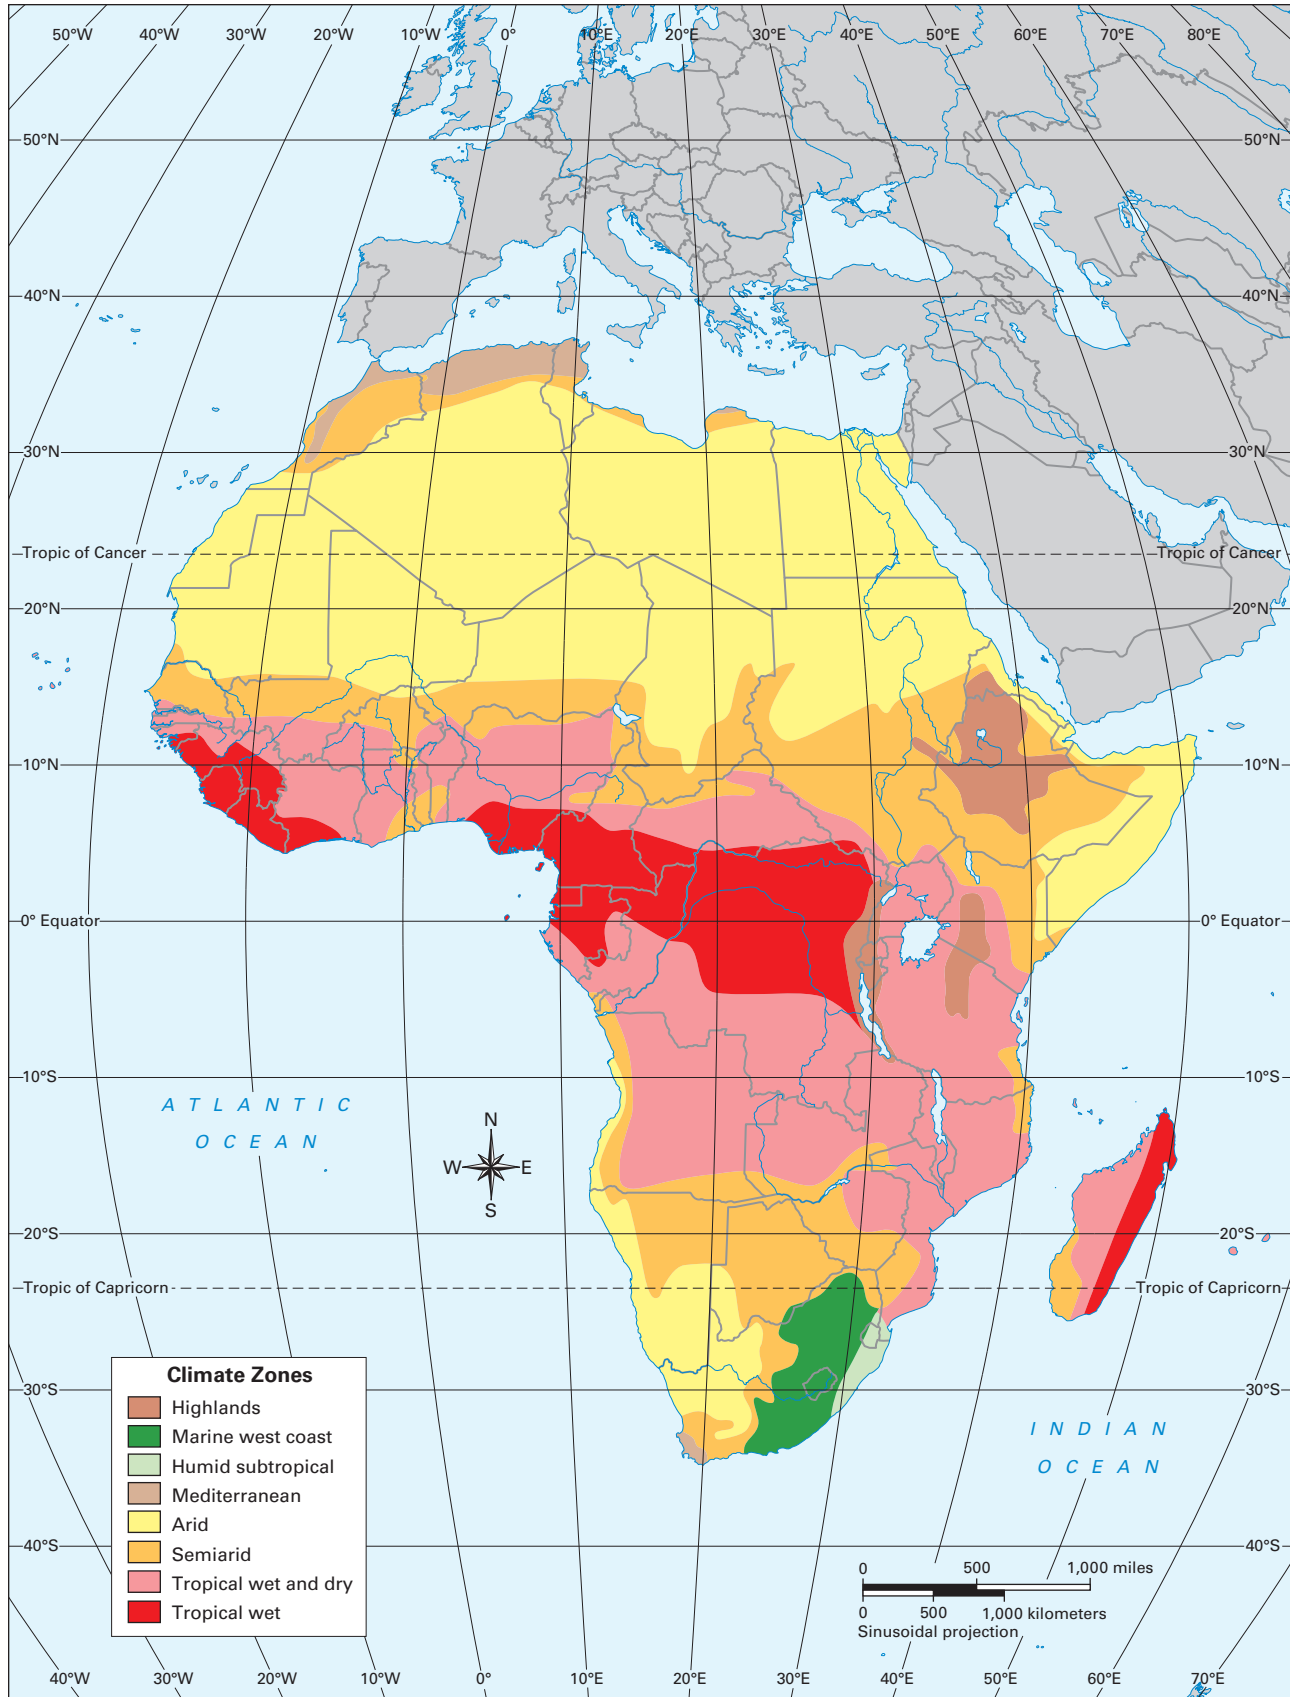 50°W 40°W 30°W 20°W 10°W 0° 10°E 20°E 30°E 40°E 50°E 60°E 70°E 80°E
50°N 50°N
40°N 40°N
30°N 30°N
Tropic of Cancer Tropic of Cancer
20°N 20°N
10°N 10°N
0° Equator 0° Equator
10°S 10°S
ATLANTIC
OCEAN
N
W E
S
20°S 20°S
Tropic of Capricorn Tropic of Capricorn
30°S 30°S
INDIAN
OCEAN
40°S 40°S
Climate Zones
Highlands
Marine west coast
Humid subtropical
Mediterranean
Arid
Semiarid
Tropical wet and dry
Tropical wet
0 500 1,000 miles
0 500 1,000 kilometers
Sinusoidal projection
40°W 30°W 20°W 10°W 0° 10°E 20°E 30°E 40°E 50°E 60°E 70°E